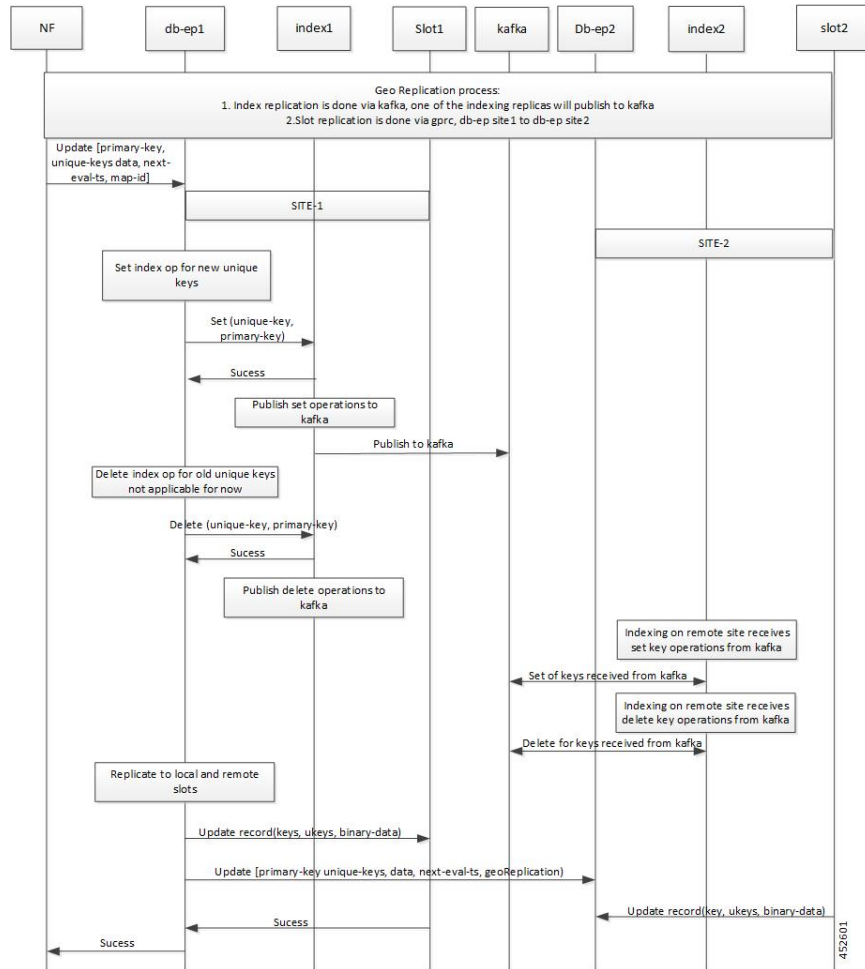 NF
db-ep1
index1
Slot1
kafka
Db-ep2
index2
slot2
Geo Replication process:
1. Index replication is done via kafka, one of the indexing replicas will publish to kafka
2.Slot replication is done via gprc, db-ep site1 to db-ep site2
Update [primary-key,
unique-keys data, next-
eval-ts, map-id]
SITE-1
SITE-2
Set index op for new unique
keys
Set (unique-key,
primary-key)
Sucess
Publish set operations to
kafka
Publish to kafka
Delete index op for old unique keys
not applicable for now
Delete (unique-key, primary-key)
Sucess
Publish delete operations to
kafka
Indexing on remote site receives
set key operations from kafka
Set of keys received from kafka
Indexing on remote site receives
delete key operations from kafka
Delete for keys received from kafka
Replicate to local and remote
slots
Update record(keys, ukeys, binary-data)
Update [primary-key unique-keys, data, next-eval-ts, geoReplication)
Update record(key, ukeys, binary-data)
Sucess
Sucess
452601